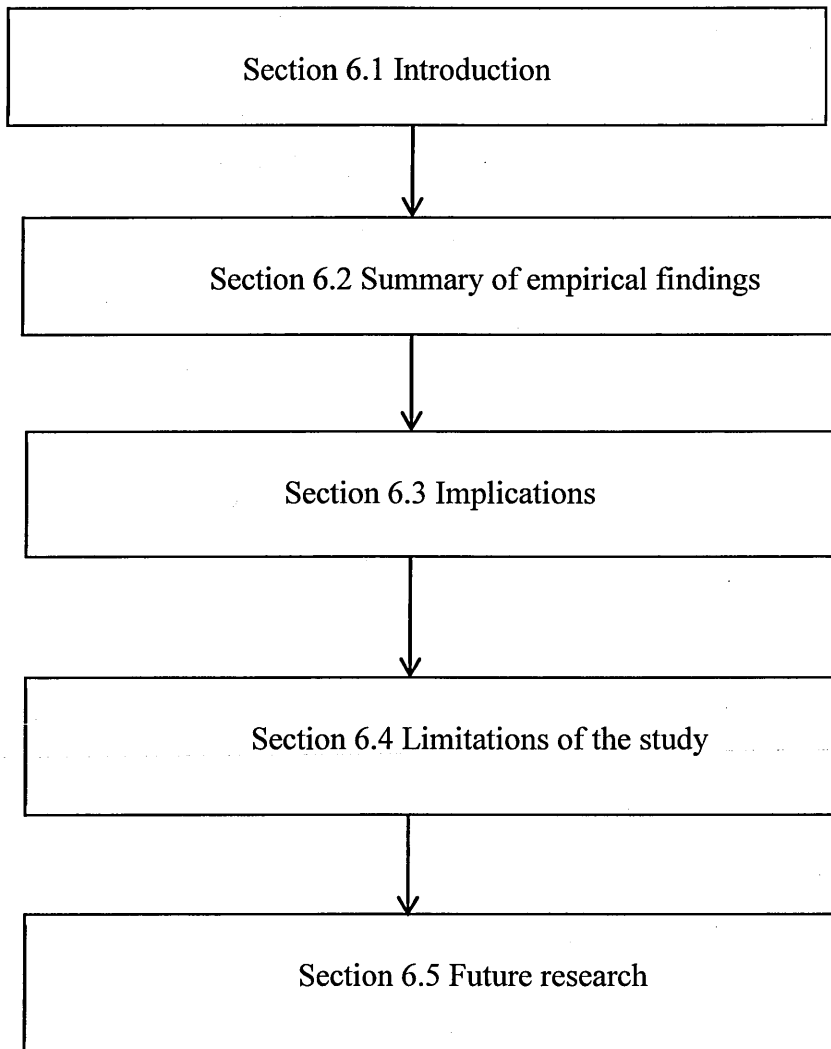 Section 6.1 Introduction
Section 6.2 Summary of empirical findings
Section 6.3 Implications
Section 6.4 Limitations of the study
Section 6.5 Future research